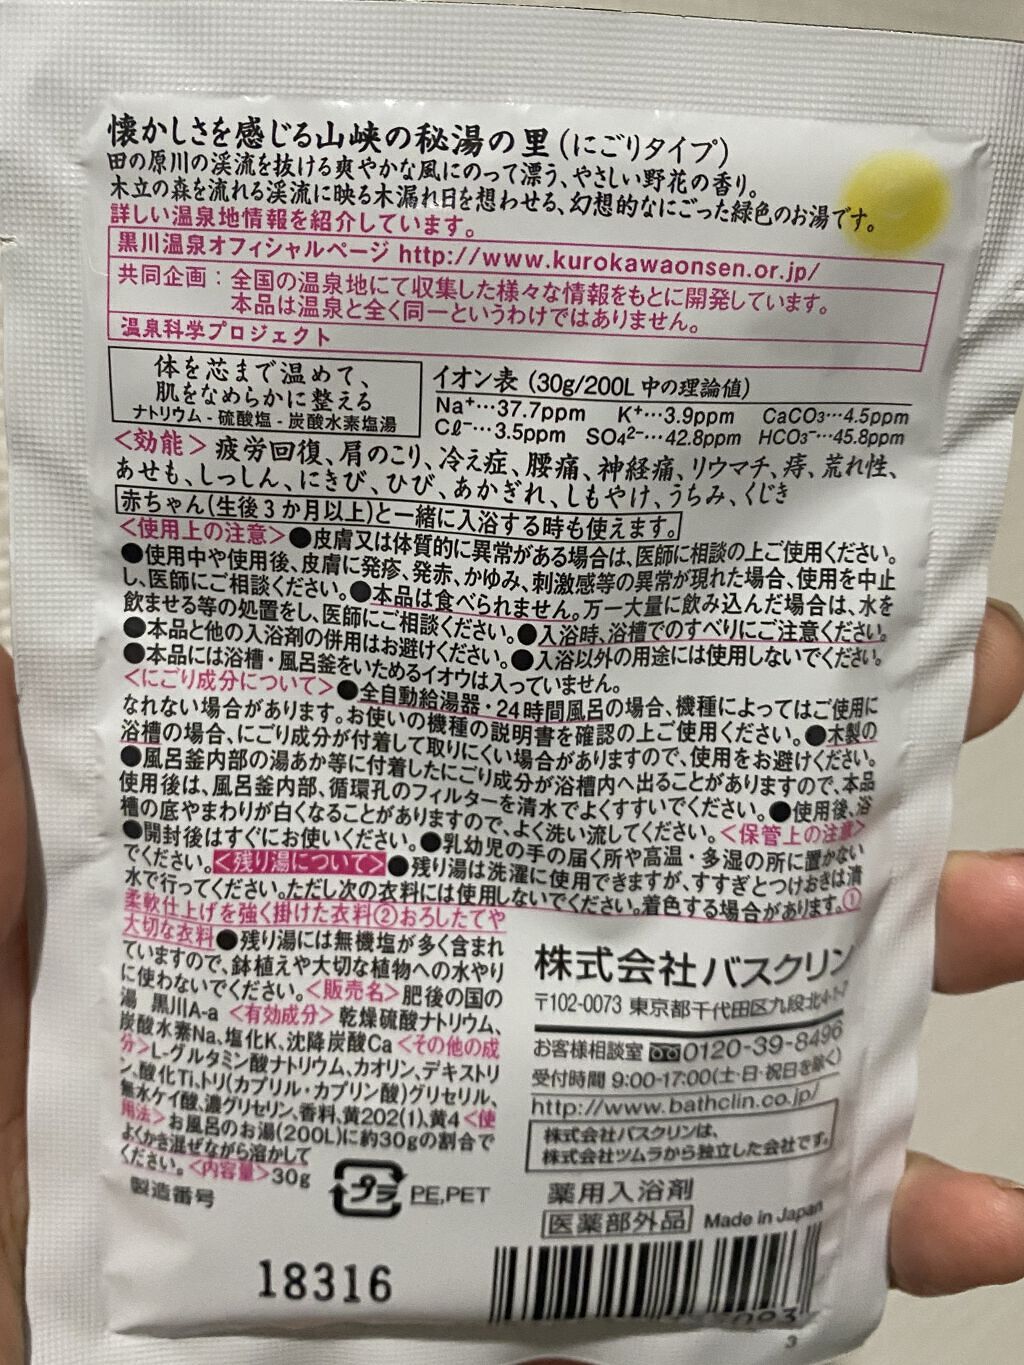 懐かしさを感じる山峡の秘湯の里(にごりタイプ)
田の原川の渓流を抜ける爽やかな風にのって漂う、やさしい野花の香り。
木立の森を流れる渓流に映る木漏れ日を想わせる、幻想的なにごった緑色のお湯です。
詳しい温泉地情報を紹介しています。
黒川温泉オフィシャルページ http://www.kurokawaonsen.or.jp/
共同企画:全国の温泉地にて収集した様々な情報をもとに開発しています。
本品は温泉と全く同一というわけではありません。
温泉科学プロジェクト
体を芯まで温めて、
肌をなめらかに整える
ナトリウム-硫酸塩-炭酸水素塩湯
イオン表 (30g/200L 中の理論値)
Na⁺…37.7ppm K⁺…3.9ppm CaCO₃…4.5ppm
Cℓ⁻…3.5ppm SO₄²⁻…42.8ppm HCO₃⁻…45.8ppm
<効能>疲労回復、肩のこり、冷え症、腰痛、神経痛、リウマチ、痔、荒れ性、
あせも、しっしん、にきび、ひび、あかぎれ、しもやけ、うちみ、くじき
赤ちゃん(生後3か月以上)と一緒に入浴する時も使えます。
<使用上の注意>●皮膚又は体質的に異常がある場合は、医師に相談の上ご使用ください。
●使用中や使用後、皮膚に発疹、発赤、かゆみ、刺激感等の異常が現れた場合、使用を中止
し、医師にご相談ください。●本品は食べられません。万一大量に飲み込んだ場合は、水を
飲ませる等の処置をし、医師にご相談ください。●入浴時、浴槽でのすべりにご注意ください。
●本品と他の入浴剤の併用はお避けください。●入浴以外の用途には使用しないでください。
●本品には浴槽・風呂釜をいためるイオウは入っていません。
<にごり成分について>●全自動給湯器・24時間風呂の場合、機種によってはご使用に
なれない場合があります。お使いの機種の説明書を確認の上ご使用ください。●木製の
浴槽の場合、にごり成分が付着して取りにくい場合がありますので、使用をお避けください。
●風呂釜内部の湯あか等に付着したにごり成分が浴槽内へ出ることがありますので、本品
使用後は、風呂釜内部、循環孔のフィルターを清水でよくすすいでください。●使用後、浴
槽の底やまわりが白くなることがありますので、よく洗い流してください。<保管上の注意>
●開封後はすぐにお使いください。●乳幼児の手の届く所や高温・多湿の所に置かない
でください。<残り湯について>●残り湯は洗濯に使用できますが、すすぎとつけおきは清
水で行ってください。ただし次の衣料には使用しないでください。着色する場合があります。①
柔軟仕上げを強く掛けた衣料②おろしたてや
大切な衣料●残り湯には無機塩が多く含まれ
ていますので、鉢植えや大切な植物への水やり
に使わないでください。<販売名>肥後の国の
湯 黒川A-a <有効成分>乾燥硫酸ナトリウム、
炭酸水素Na、塩化K、沈降炭酸Ca<その他の成
分>L-グルタミン酸ナトリウム、カオリン、デキストリ
ン、酸化Ti、トリ(カプリル・カプリン酸)グリセリル、
無水ケイ酸、濃グリセリン、香料、黄202(1)、黄4<使
用法>お風呂のお湯(200L)に約30gの割合で
よくかき混ぜながら溶かして
ください。<内容量>30g
製造番号
プラ PE,PET
18316
株式会社バスクリン
〒102-0073 東京都千代田区九段北4-1-7
お客様相談室 0120-39-8496
受付時間 9:00-17:00(土・日・祝日を除く)
http://www.bathclin.co.jp/
株式会社バスクリンは、
株式会社ツムラから独立した会社です。
薬用入浴剤
医薬部外品 Made in Japan
3